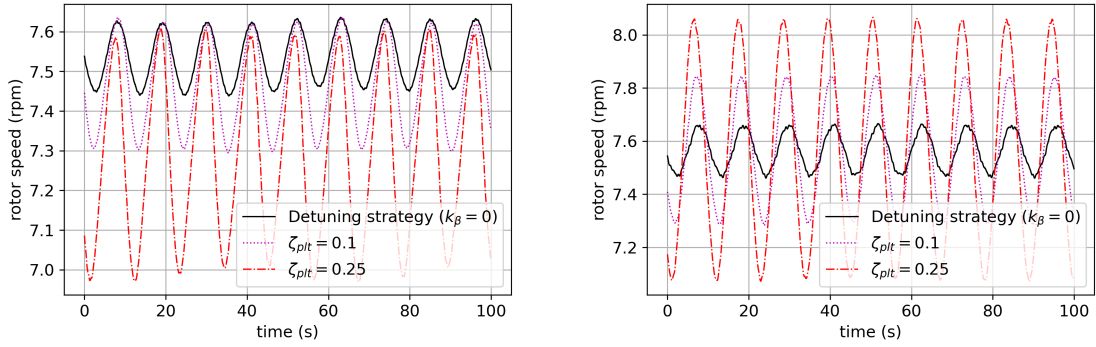 rotor speed (rpm)
7.6
7.5
7.4
7.3
7.2
7.1
7.0
Detuning strategy (kβ = 0)
ζplt = 0.1
ζplt = 0.25
0 20 40 60 80 100
time (s)
rotor speed (rpm)
8.0
7.8
7.6
7.4
7.2
Detuning strategy (kβ = 0)
ζplt = 0.1
ζplt = 0.25
0 20 40 60 80 100
time (s)